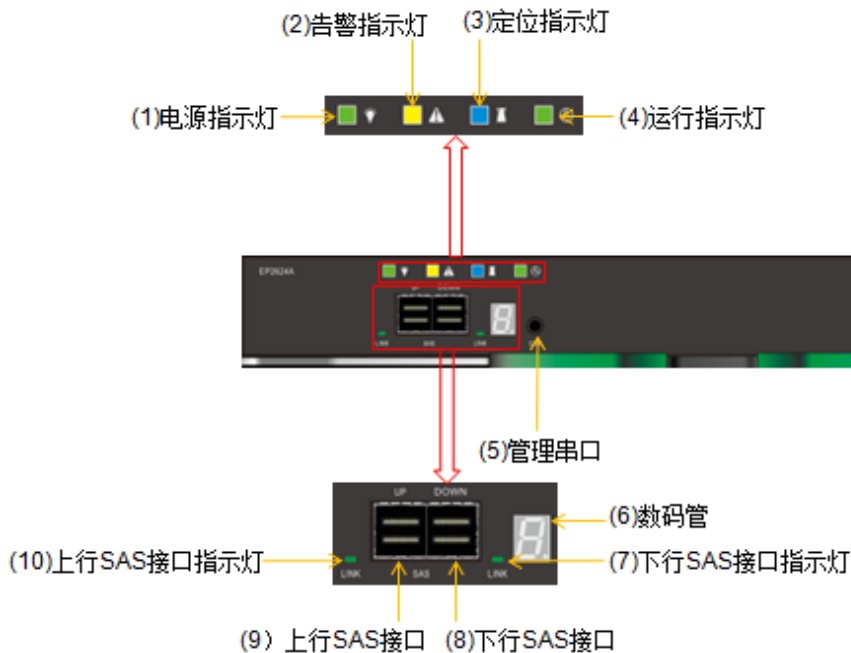 (2)告警指示灯
(3)定位指示灯
(1)电源指示灯
(4)运行指示灯
EP2624A
UP DOWN
LINK SAS LINK
(5)管理串口
UP DOWN
(6)数码管
(10)上行SAS接口指示灯
(7)下行SAS接口指示灯
LINK SAS LINK
(9）上行SAS接口
(8)下行SAS接口